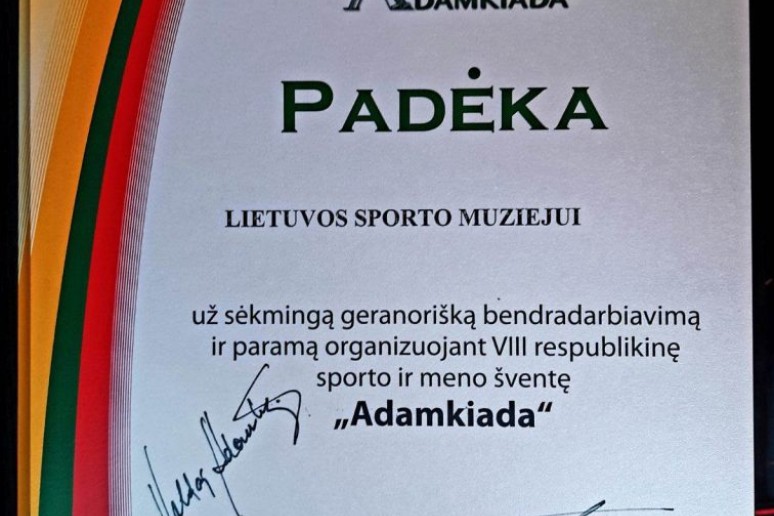 ADAMKIADA
PADĖKA
LIETUVOS SPORTO MUZIEJUI
už sėkmingą geranorišką bendradarbiavimą
ir paramą organizuojant VIII respublikinę
sporto ir meno šventę
„Adamkiada“